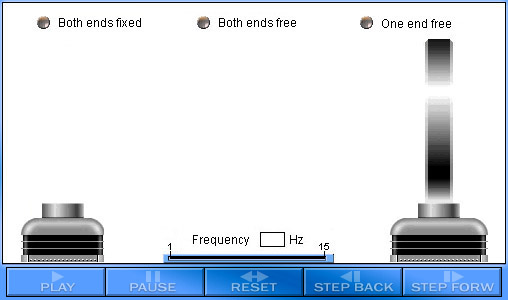 Both ends fixed Both ends free One end free
Frequency Hz
1 15
PLAY PAUSE RESET STEP BACK STEP FORW